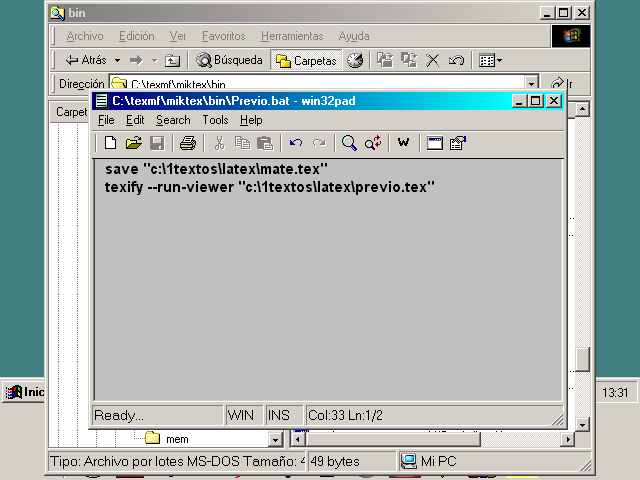 bin
Archivo Edición Ver Favoritos Herramientas Ayuda
Atrás Búsqueda Carpetas
Dirección C:\texmf\miktex\bin Ir
Carpet
C:\texmf\miktex\bin\Previo.bat - win32pad
File Edit Search Tools Help
W
save "c:\1textos\latex\mate.tex"
texify --run-viewer "c:\1textos\latex\previo.tex"
Inic
13:31
Ready... WIN INS Col:33 Ln:1/2
mem
Tipo: Archivo por lotes MS-DOS Tamaño: 4 49 bytes Mi PC